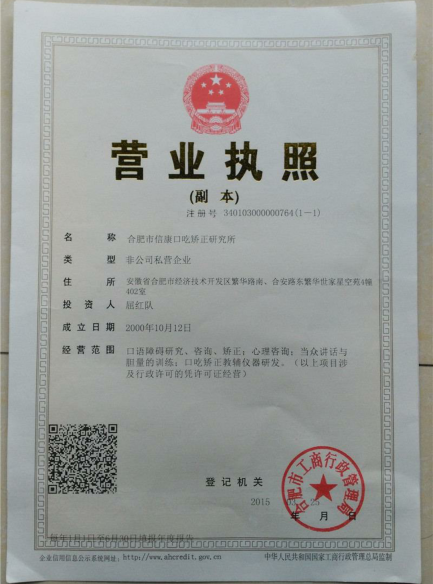 营业执照
(副 本)
注 册 号 340103000000764(1-1)
名 称 合肥市信康口吃矫正研究所
类 型 非公司私营企业
住 所 安徽省合肥市经济技术开发区繁华路南、合安路东繁华世家星空苑4幢
402室
投 资 人 屈红队
成 立 日 期 2000年10月12日
经 营 范 围 口语障碍研究、咨询、矫正；心理咨询；当众讲话与
胆量的训练；口吃矫正教辅仪器研发。（以上项目涉
及行政许可的凭许可证经营）
合肥市工商行政管理局
登 记 机 关
2015
年 月 日
每年1月1日至6月30日填报年度报告
企业信用信息公示系统网址：http://www.ahcredit.gov.cn
中华人民共和国国家工商行政管理总局监制